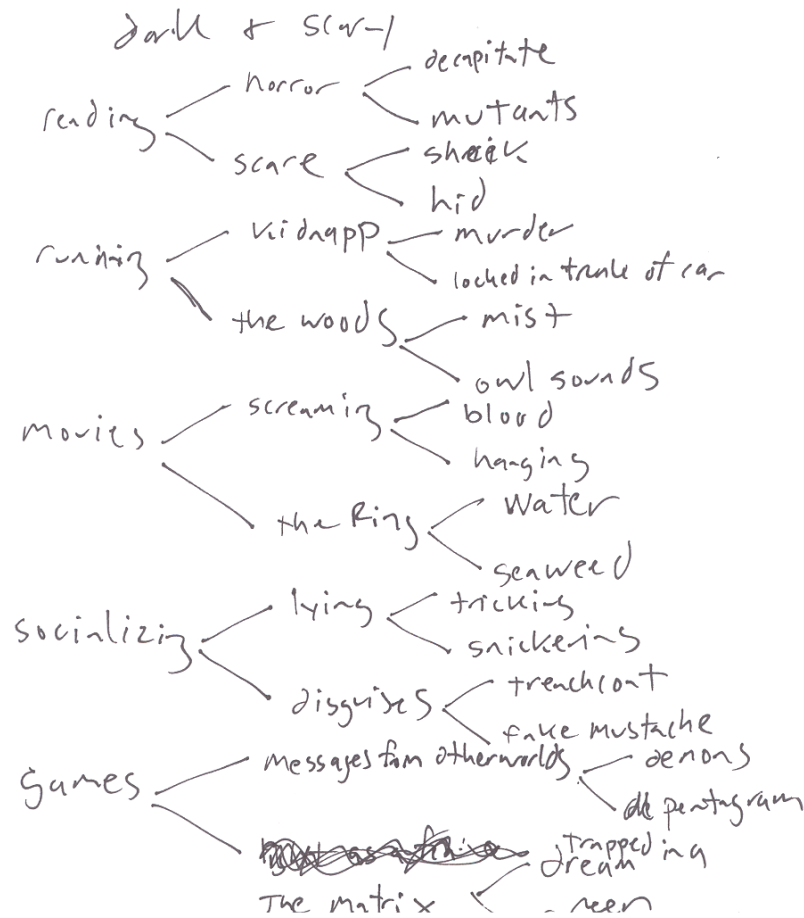 dark & scary
decapitate
horror
reading
mutants
scare
shriek
hid
kidnapp
murder
running
locked in trunk of car
the woods
mist
owl sounds
screaming
blood
movies
hanging
the Ring
water
seaweed
lying
tricking
socializing
snickering
disguises
trenchcoat
fake mustache
messages from otherworlds
demons
games
pentagram
trapped in a
dream
The matrix